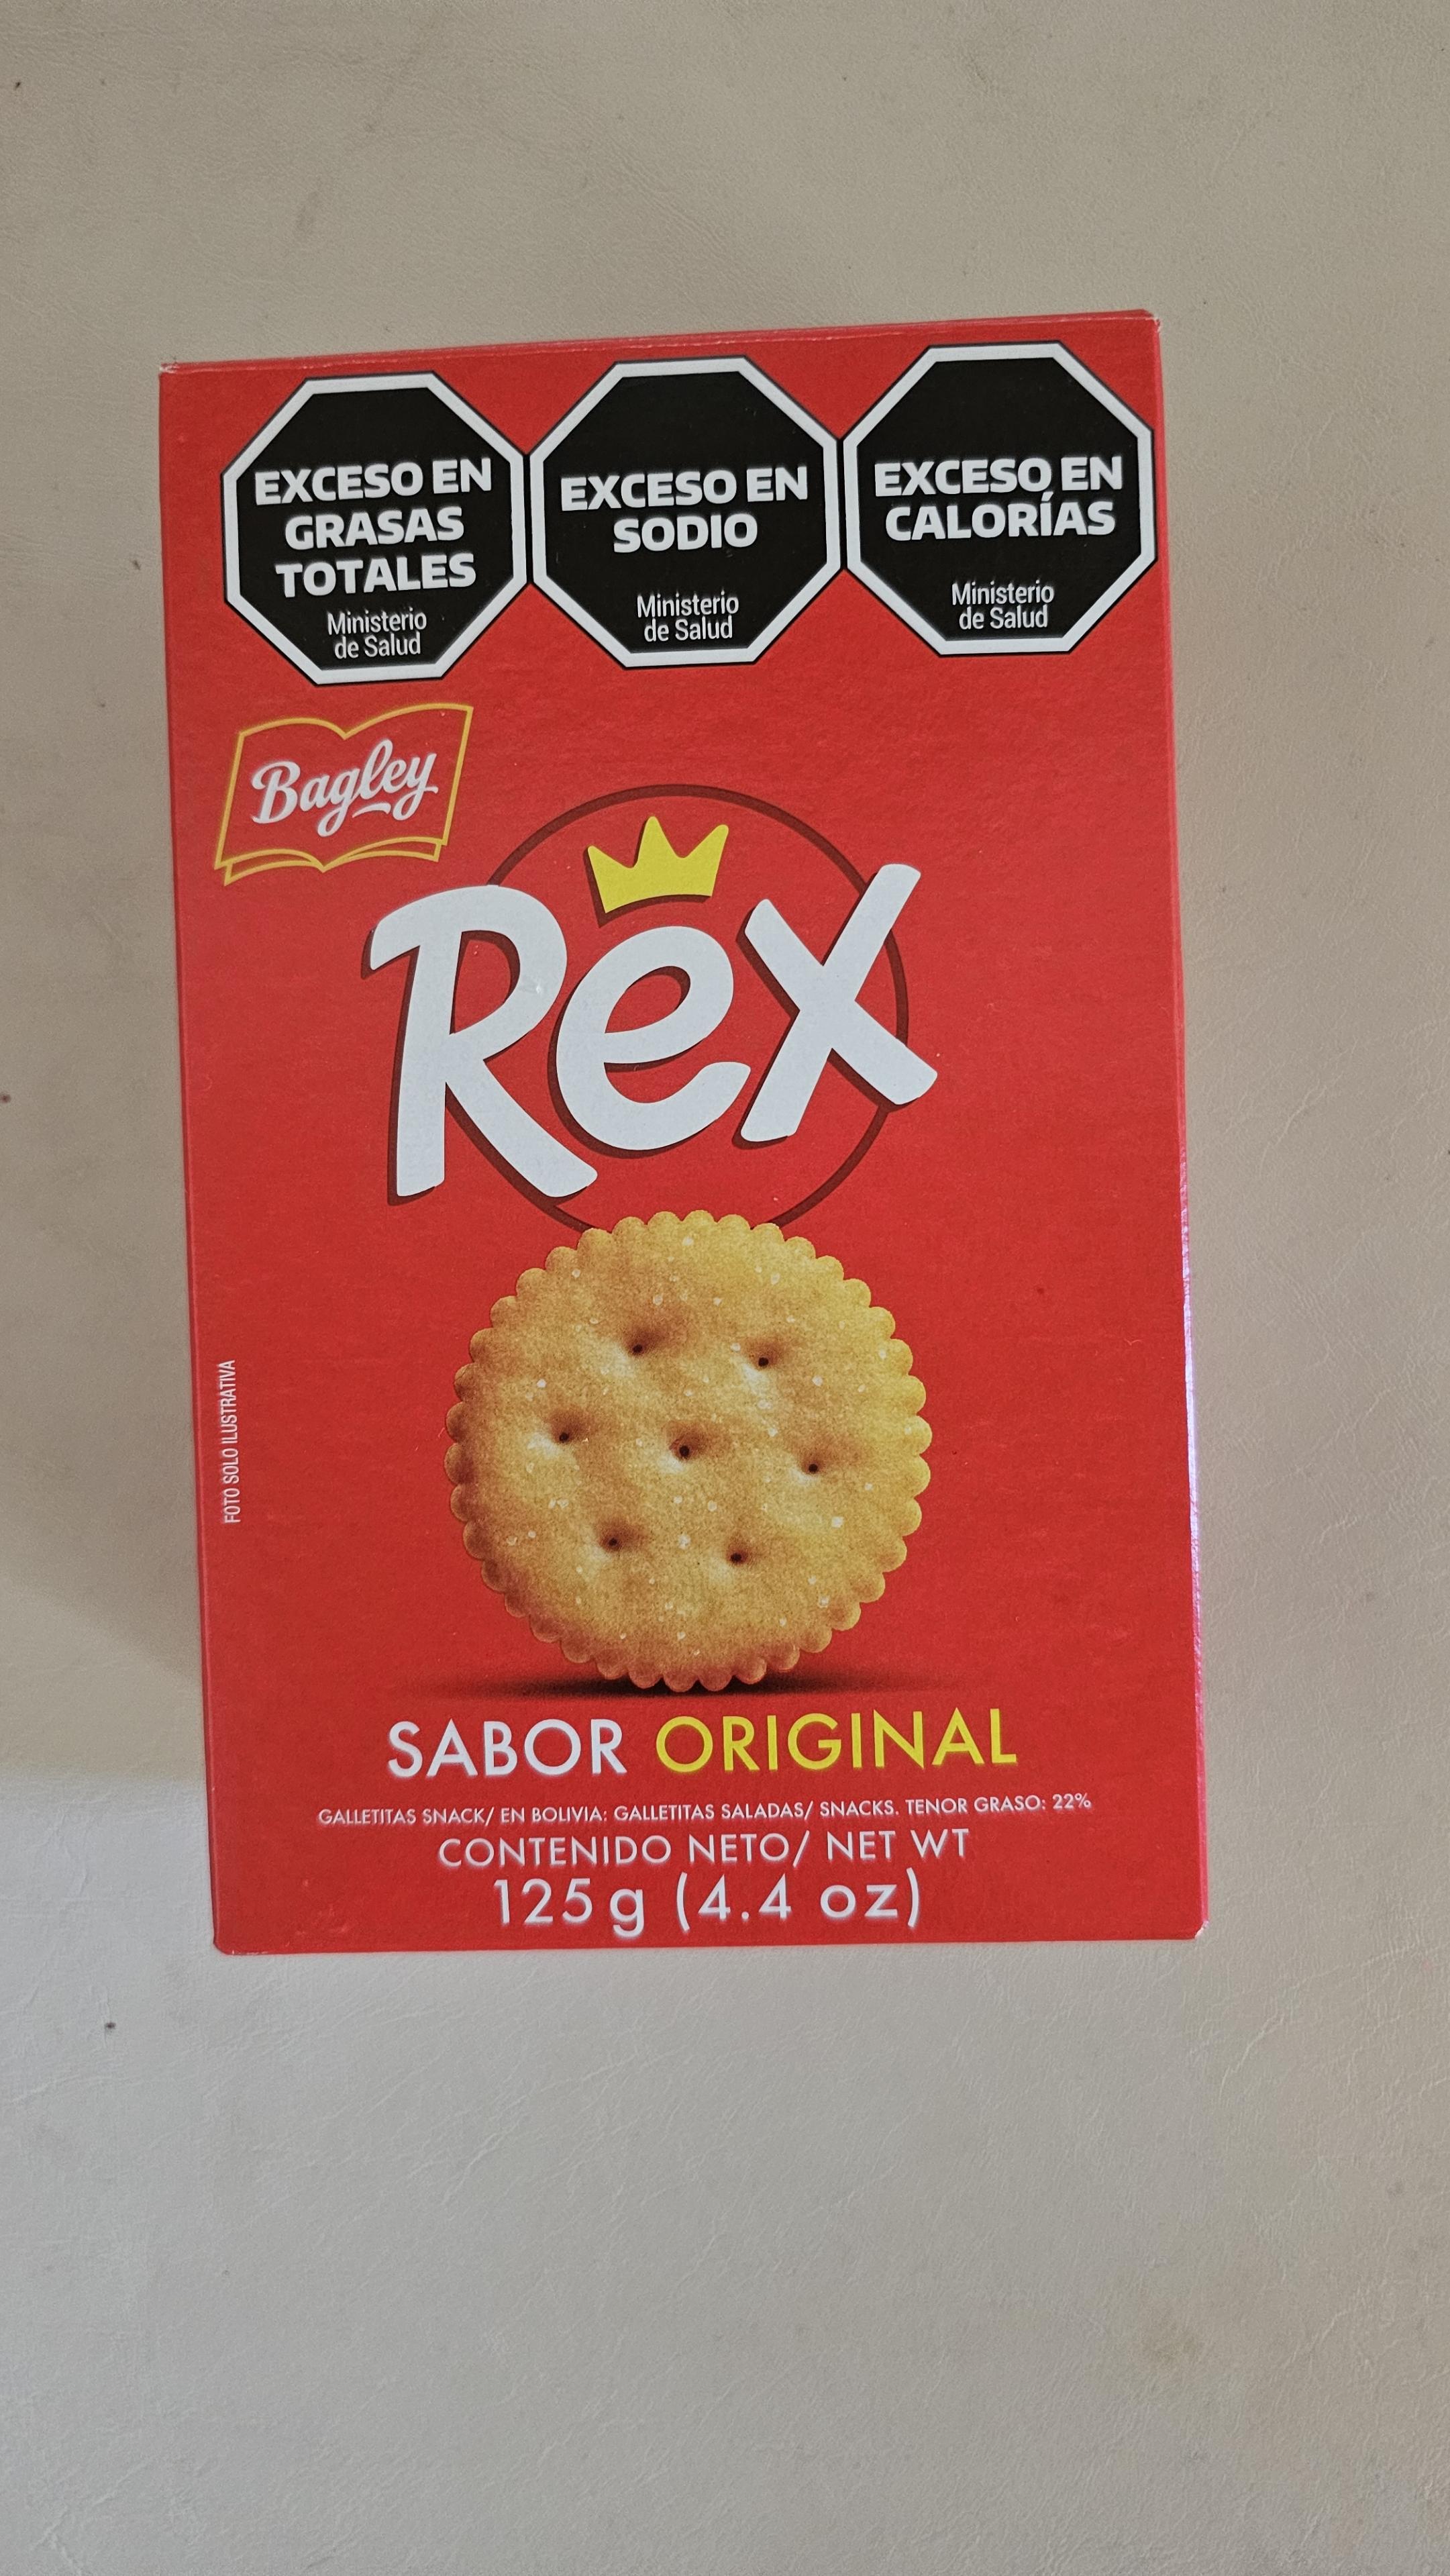 EXCESO EN
GRASAS
TOTALES
Ministerio
de Salud
EXCESO EN
SODIO
Ministerio
de Salud
EXCESO EN
CALORÍAS
Ministerio
de Salud
Bagley
Rex
FOTO SOLO ILUSTRATIVA
SABOR ORIGINAL
GALLETITAS SNACK/ EN BOLIVIA: GALLETITAS SALADAS/ SNACKS. TENOR GRASO: 22%
CONTENIDO NETO/ NET WT
125g (4.4 oz)